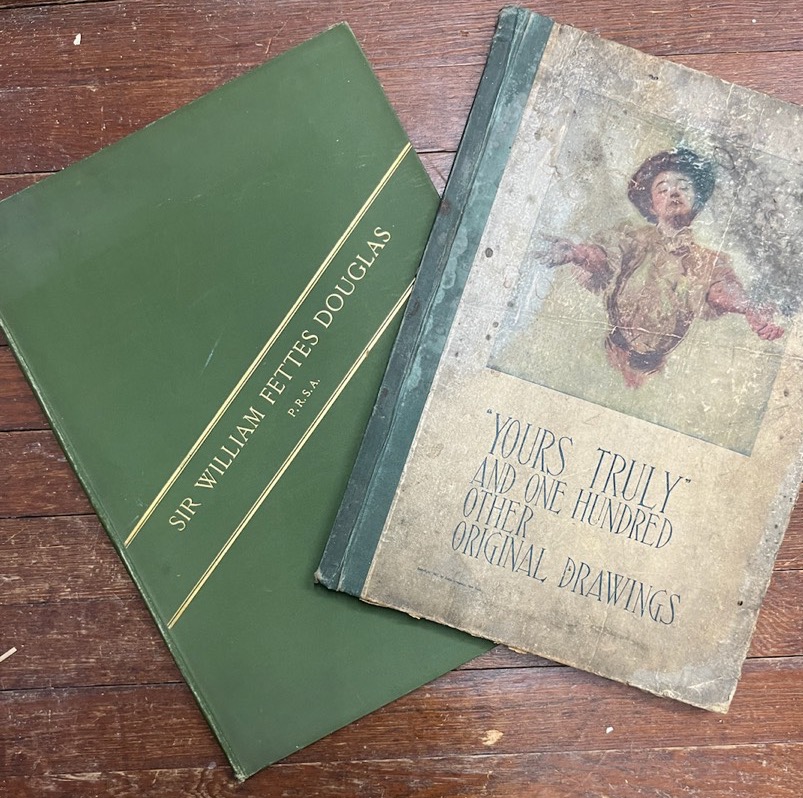 SIR WILLIAM FETTES DOUGLAS
P.R.S.A.
"YOURS TRULY"
AND ONE HUNDRED
OTHER
ORIGINAL DRAWINGS